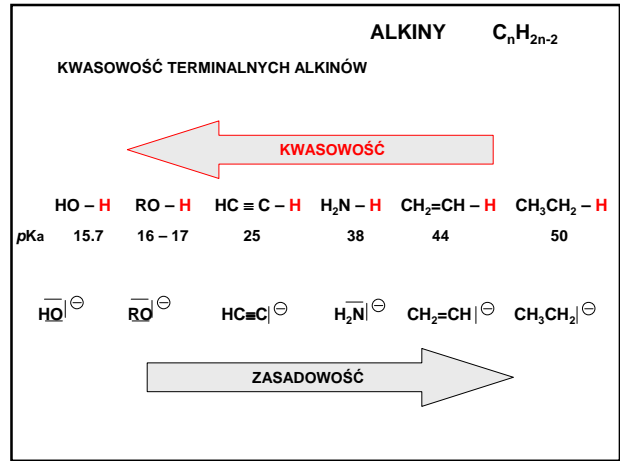 ALKINY CₙH₂ₙ₋₂
KWASOWOŚĆ TERMINALNYCH ALKINÓW
KWASOWOŚĆ
HO – H RO – H HC ≡ C – H H₂N – H CH₂=CH – H CH₃CH₂ – H
pKa 15.7 16 – 17 25 38 44 50
HO|⊖ RO|⊖ HC≡C|⊖ H₂N|⊖ CH₂=CH|⊖ CH₃CH₂|⊖
ZASADOWOŚĆ